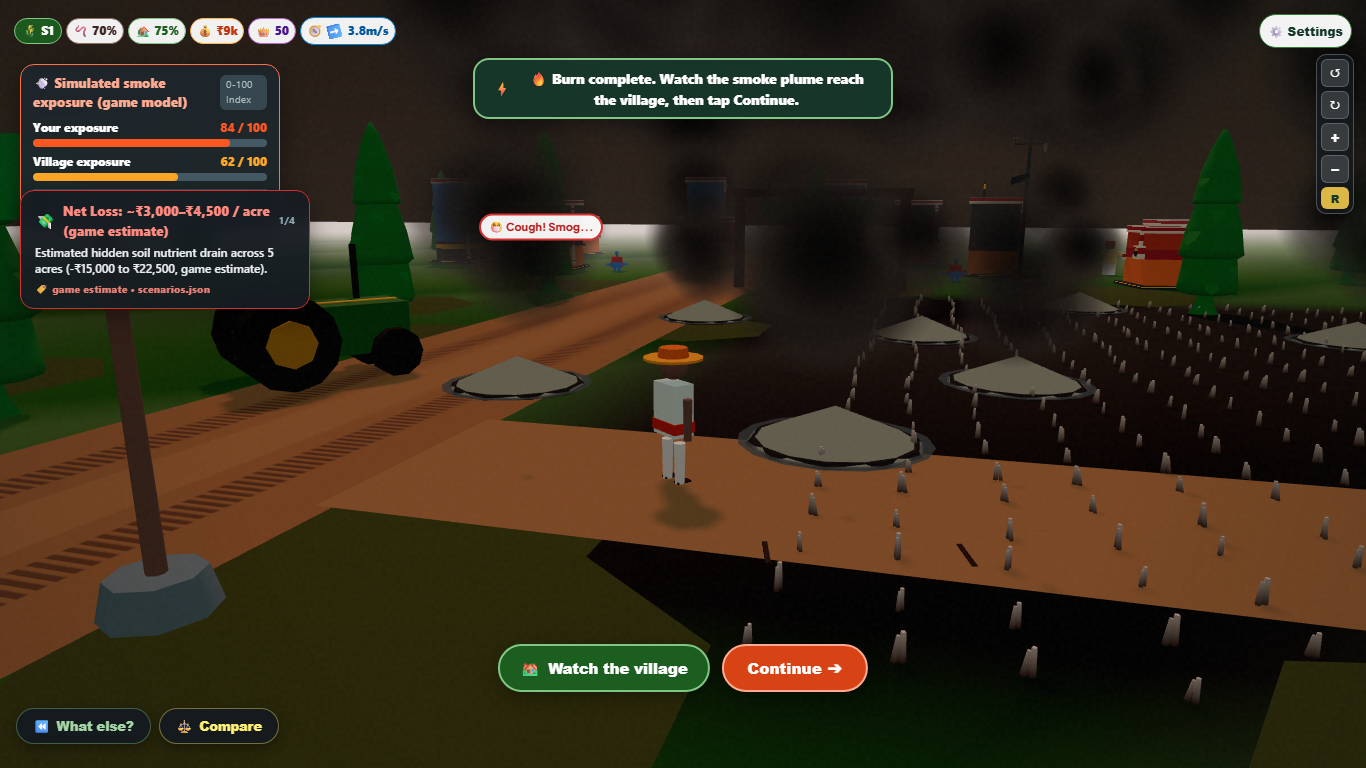 S1
70%
75%
₹9k
50
3.8m/s
Settings
Simulated smoke
exposure (game model)
0-100
Index
Your exposure 84 / 100
Village exposure 62 / 100
Net Loss: ~₹3,000–₹4,500 / acre
(game estimate)
1/4
Estimated hidden soil nutrient drain across 5
acres (-₹15,000 to ₹22,500, game estimate).
game estimate • scenarios.json
Burn complete. Watch the smoke plume reach
the village, then tap Continue.
Cough! Smog...
↺
↻
+
−
R
Watch the village
Continue ➔
What else?
Compare